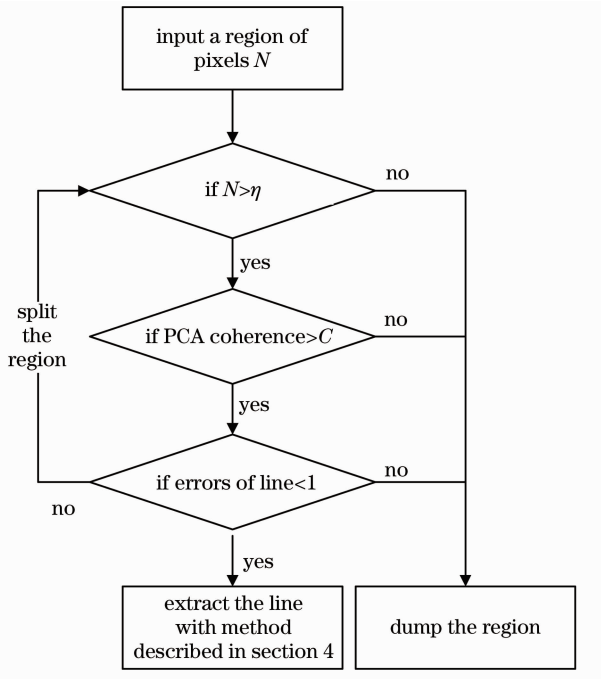 input a region of
pixels N
if N>η
no
yes
split
the
region
if PCA coherence>C
no
yes
if errors of line<1
no
no
yes
extract the line
with method
described in section 4
dump the region